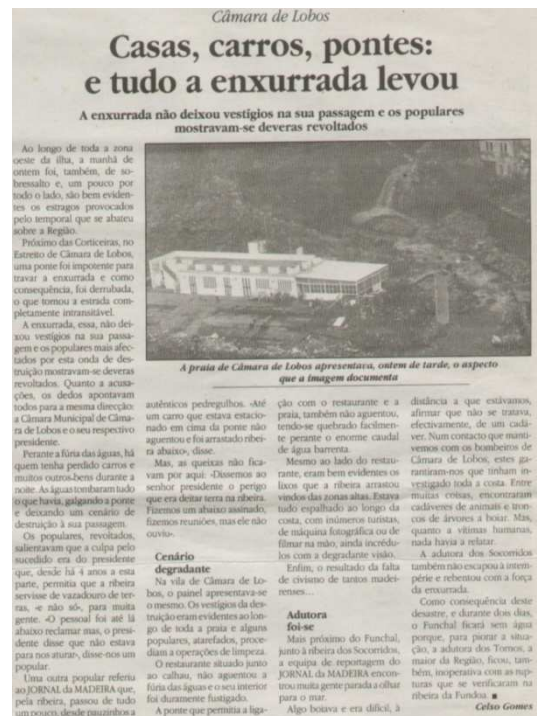 Câmara de Lobos
Casas, carros, pontes:
e tudo a enxurrada levou
A enxurrada não deixou vestígios na sua passagem e os populares
mostravam-se deveras revoltados
Ao longo de toda a zona
oeste da ilha, a manhã de
ontem foi, também, de so-
bressalto e, um pouco por
todo o lado, são bem eviden-
tes os estragos provocados
pelo temporal que se abateu
sobre a Região.
Próximo das Corticeiras, no
Estreito de Câmara de Lobos,
uma ponte foi impotente para
travar a enxurrada e como
consequência, foi derrubada,
o que tornou a estrada com-
pletamente intransitável.
A enxurrada, essa, não dei-
xou vestígios na sua passa-
gem e os populares mais afec-
tados por esta onda de des-
truição mostravam-se deveras
revoltados. Quanto a acusa-
ções, os dedos apontavam
todos para a mesma direcção:
a Câmara Municipal de Câma-
ra de Lobos e o seu respectivo
presidente.
Perante a fúria das águas, há
quem tenha perdido carros e
muitos outros-bens durante a
noite. As águas tombaram tudo
o que havia, galgando a ponte
e deixando um cenário de
destruição à sua passagem.
Os populares, revoltados,
salientavam que a culpa pelo
sucedido era do presidente
que, desde há 4 anos a esta
parte, permitia que a ribeira
servisse de vazadouro de ter-
ras, «e não só», para muita
gente. «O pessoal foi até lá
abaixo reclamar mas, o presi-
dente disse que não estava
para nos aturar», disse-nos um
popular.
Uma outra popular referiu
ao JORNAL da MADEIRA que,
pela ribeira, passou de tudo
um pouco, desde pauzinhos a
A praia de Câmara de Lobos apresentava, ontem de tarde, o aspecto
que a imagem documenta
autênticos pedregulhos. «Até
um carro que estava estacio-
nado em cima da ponte não
aguentou e foi arrastado ribei-
ra abaixo», disse.
Mas, as queixas não fica-
vam por aqui: «Dissemos ao
senhor presidente o perigo
que era deitar terra na ribeira.
Fizemos um abaixo assinado,
fizemos reuniões, mas ele não
ouviu».
Cenário
degradante
Na vila de Câmara de Lo-
bos, o painel apresentava-se
o mesmo. Os vestígios da des-
truição eram evidentes ao lon-
go de toda a praia e alguns
populares, atarefados, proce-
diam a operações de limpeza.
O restaurante situado junto
ao calhau, não aguentou a
fúria das águas e o seu interior
foi duramente fustigado.
A ponte que permitia a liga-
ção com o restaurante e a
praia, também não aguentou,
tendo-se quebrado facilmen-
te perante o enorme caudal
de água barrenta.
Mesmo ao lado do restau-
rante, eram bem evidentes os
lixos que a ribeira arrastou
vindos das zonas altas. Estava
tudo espalhado ao longo da
costa, com inúmeros turistas,
de máquina fotográfica ou de
filmar na mão, ainda incrédu-
los com a degradante visão.
Enfim, o resultado da falta
de civismo de tantos madei-
renses...
Adutora
foi-se
Mais próximo do Funchal,
junto à ribeira dos Socorridos,
a equipa de reportagem do
JORNAL da MADEIRA encon-
trou muita gente parada a olhar
para o mar.
Algo botava e era difícil, à
distância a que estávamos,
afirmar que não se tratava,
efectivamente, de um cadá-
ver. Num contacto que manti-
vemos com os bombeiros de
Câmara de Lobos, estes ga-
rantiram-nos que tinham in-
vestigado toda a costa. Entre
muitas coisas, encontraram
cadáveres de animais e tron-
cos de árvores a boiar. Mas,
quanto a vítimas humanas,
nada havia a relatar.
A adutora dos Socorridos
também não escapou à intem-
périe e rebentou com a força
da enxurrada.
Como consequência deste
desastre, e durante dois dias,
o Funchal ficará sem água
porque, para piorar a situa-
ção, a adutora dos Tornos, a
maior da Região, ficou, tam-
bém, inoperativa com as rup-
turas que se verificaram na
ribeira da Fundoa. ■
Celso Gomes